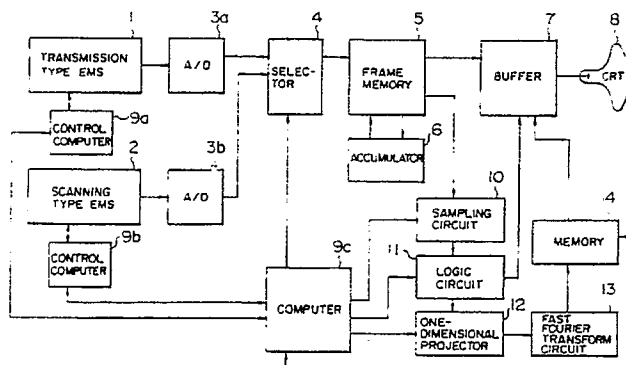 1
3a
4
5
7
8
TRANSMISSION
TYPE EMS
A/D
SELEC-
TOR
FRAME
MEMORY
BUFFER
CRT
9a
CONTROL
COMPUTER
6
ACCUMULATOR
2
3b
SCANNING
TYPE EMS
A/D
10
SAMPLING
CIRCUIT
4
MEMORY
9b
CONTROL
COMPUTER
9c
COMPUTER
11
LOGIC
CIRCUIT
12
ONE-
DIMENSIONAL
PROJECTOR
13
FAST
FOURIER
TRANSFORM
CIRCUIT